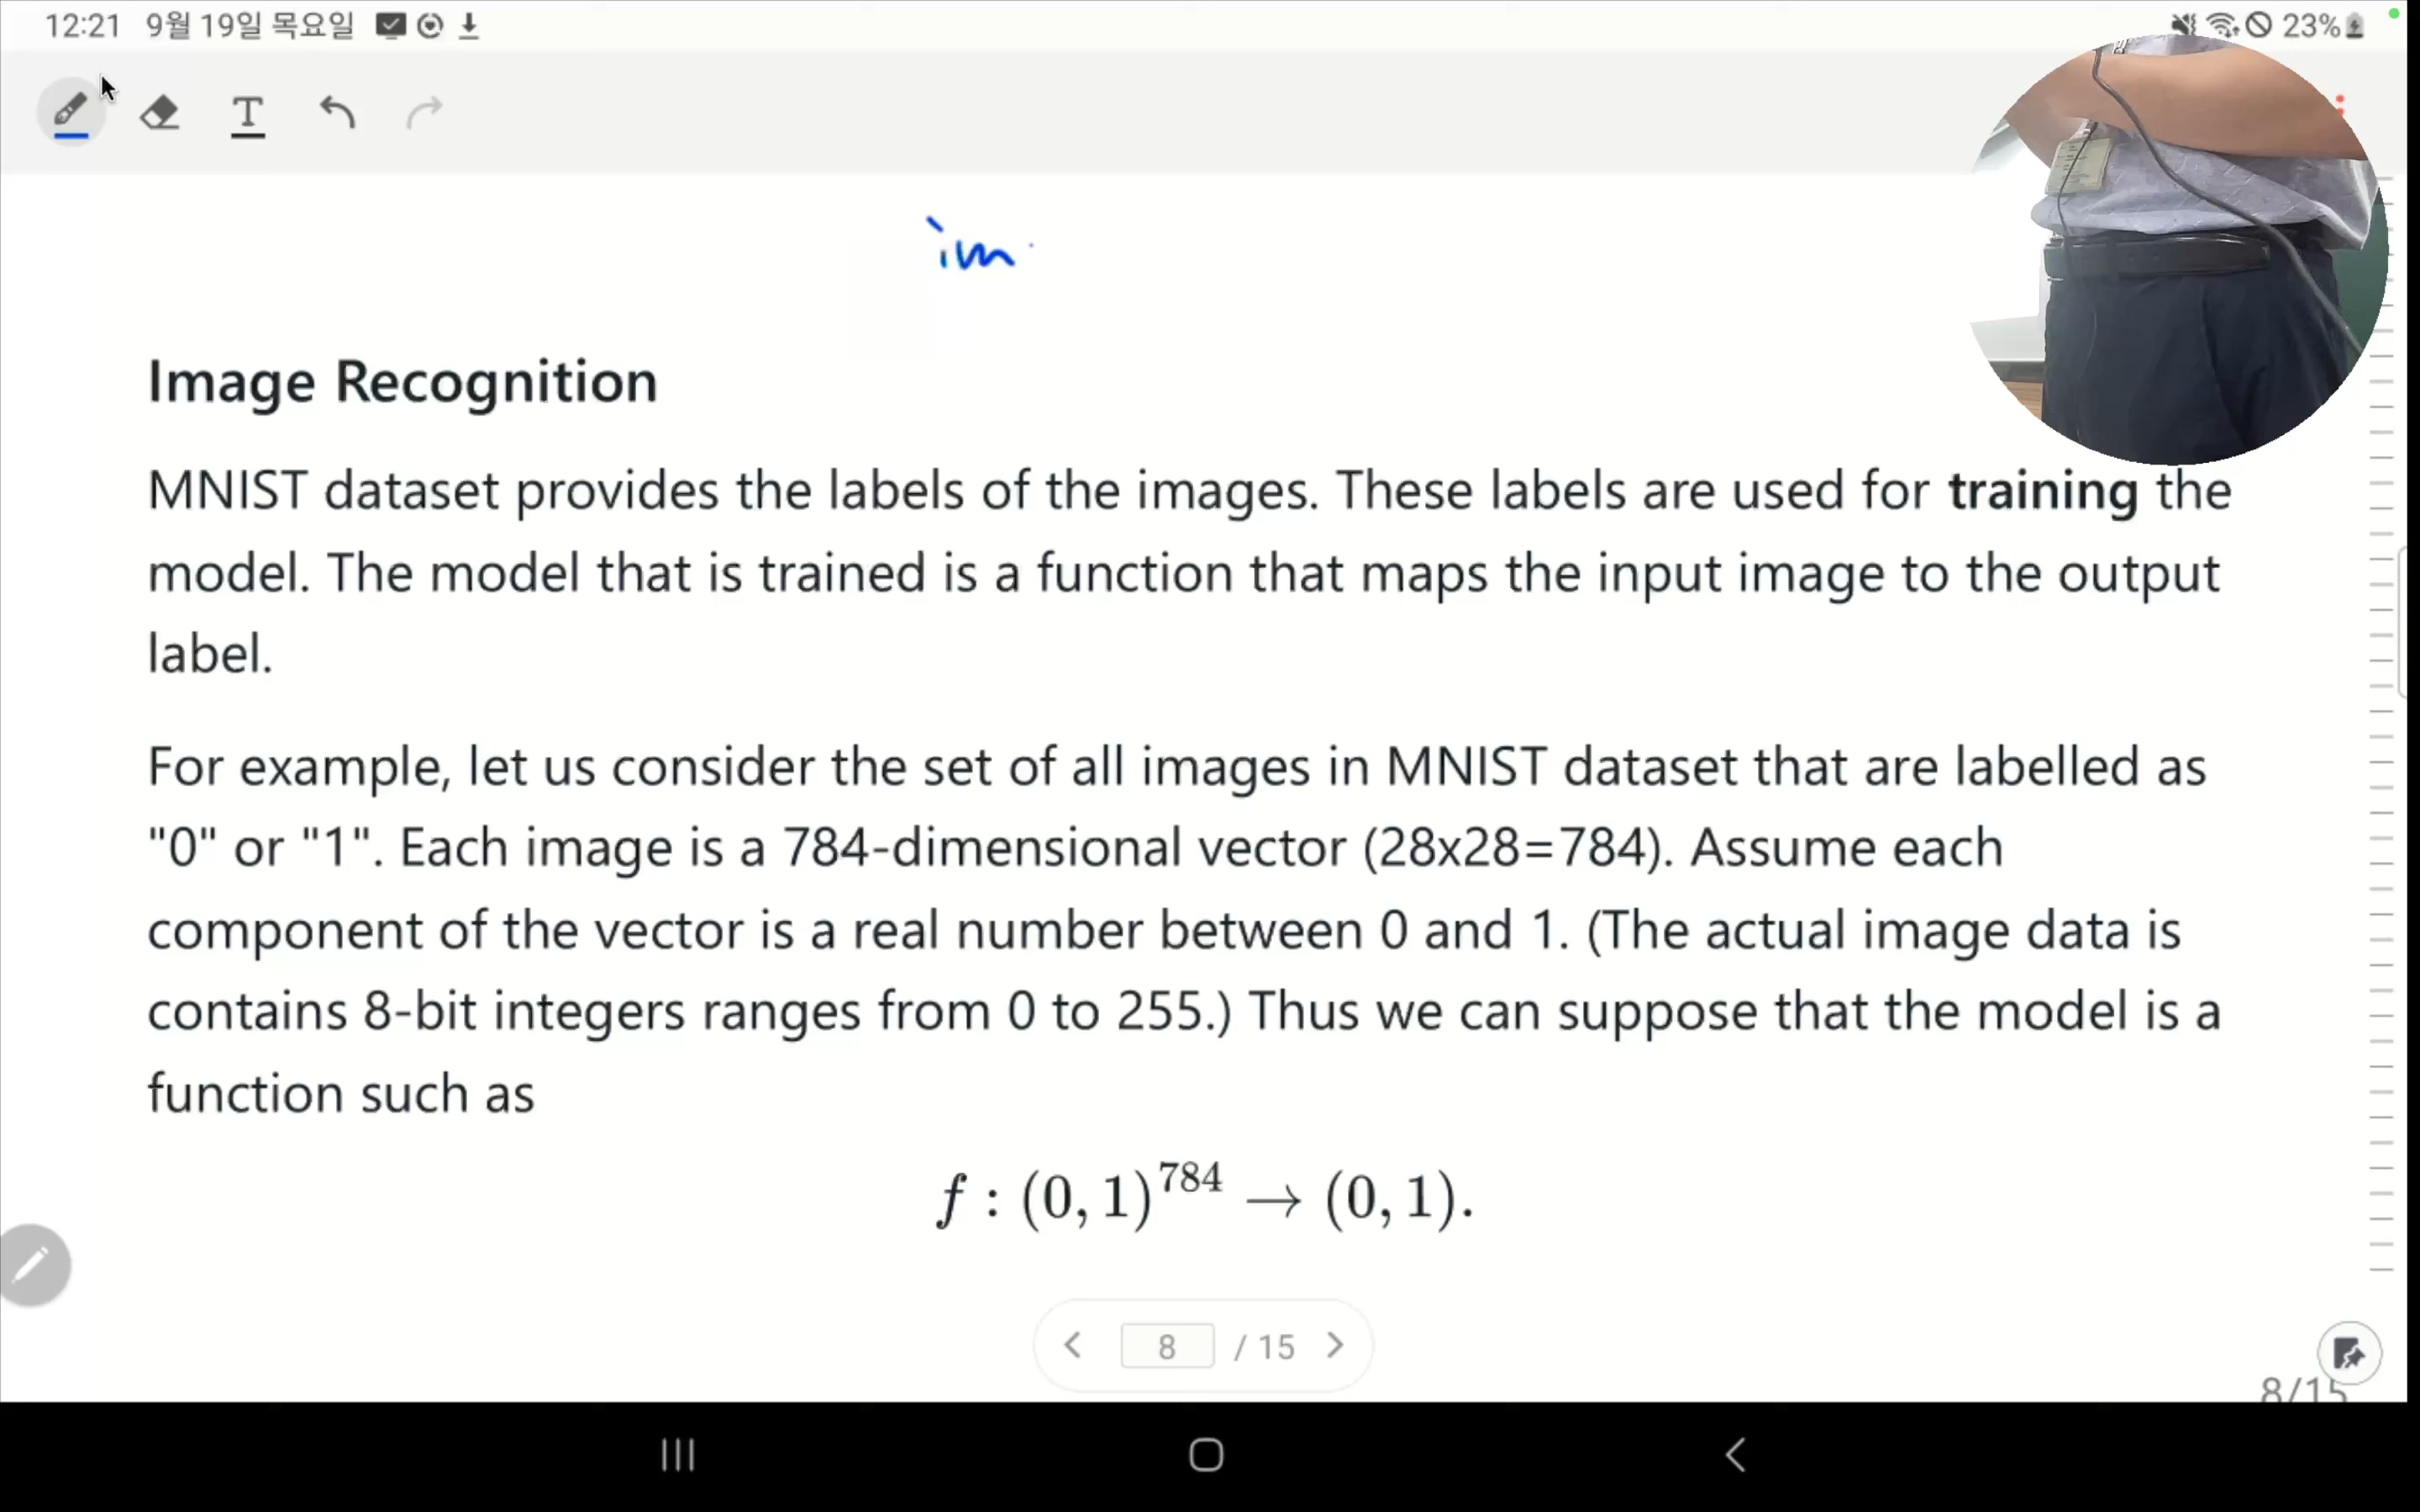 12:21 9월 19일 목요일
23%
T
im
Image Recognition
MNIST dataset provides the labels of the images. These labels are used for training the
model. The model that is trained is a function that maps the input image to the output
label.
For example, let us consider the set of all images in MNIST dataset that are labelled as
"0" or "1". Each image is a 784-dimensional vector (28x28=784). Assume each
component of the vector is a real number between 0 and 1. (The actual image data is
contains 8-bit integers ranges from 0 to 255.) Thus we can suppose that the model is a
function such as
f : (0, 1)^784 → (0, 1).
8 / 15
8/15